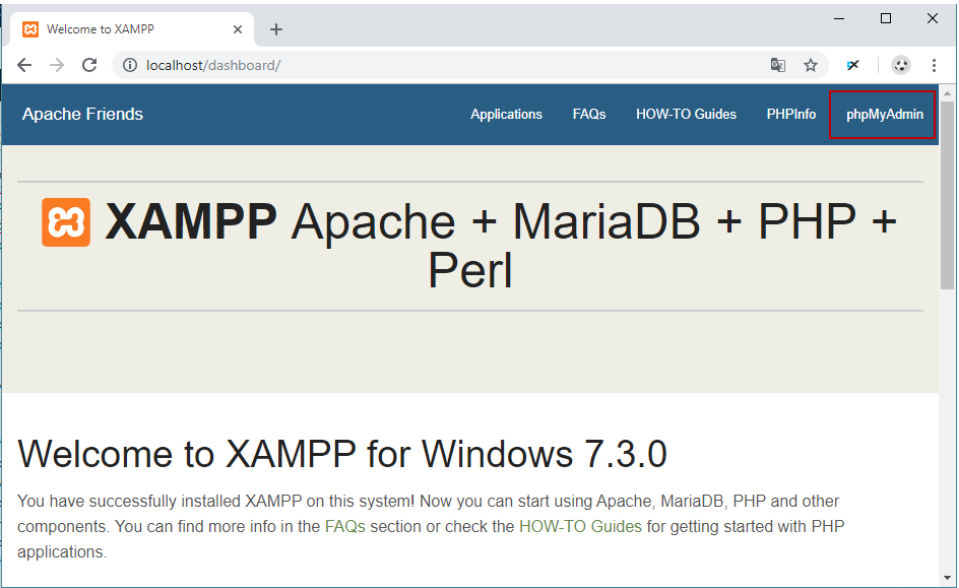 Welcome to XAMPP
localhost/dashboard/
Apache Friends
Applications FAQs HOW-TO Guides PHPInfo phpMyAdmin
XAMPP Apache + MariaDB + PHP +
Perl
Welcome to XAMPP for Windows 7.3.0
You have successfully installed XAMPP on this system! Now you can start using Apache, MariaDB, PHP and other
components. You can find more info in the FAQs section or check the HOW-TO Guides for getting started with PHP
applications.